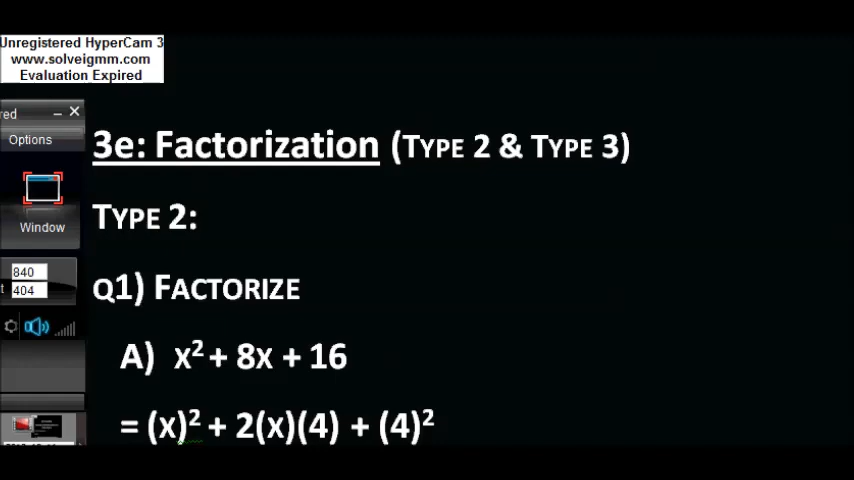 Unregistered HyperCam 3
www.solveigmm.com
Evaluation Expired
red
Options
Window
840
404
3e: Factorization (Type 2 & Type 3)
Type 2:
Q1) Factorize
A) x² + 8x + 16
= (x)² + 2(x)(4) + (4)²